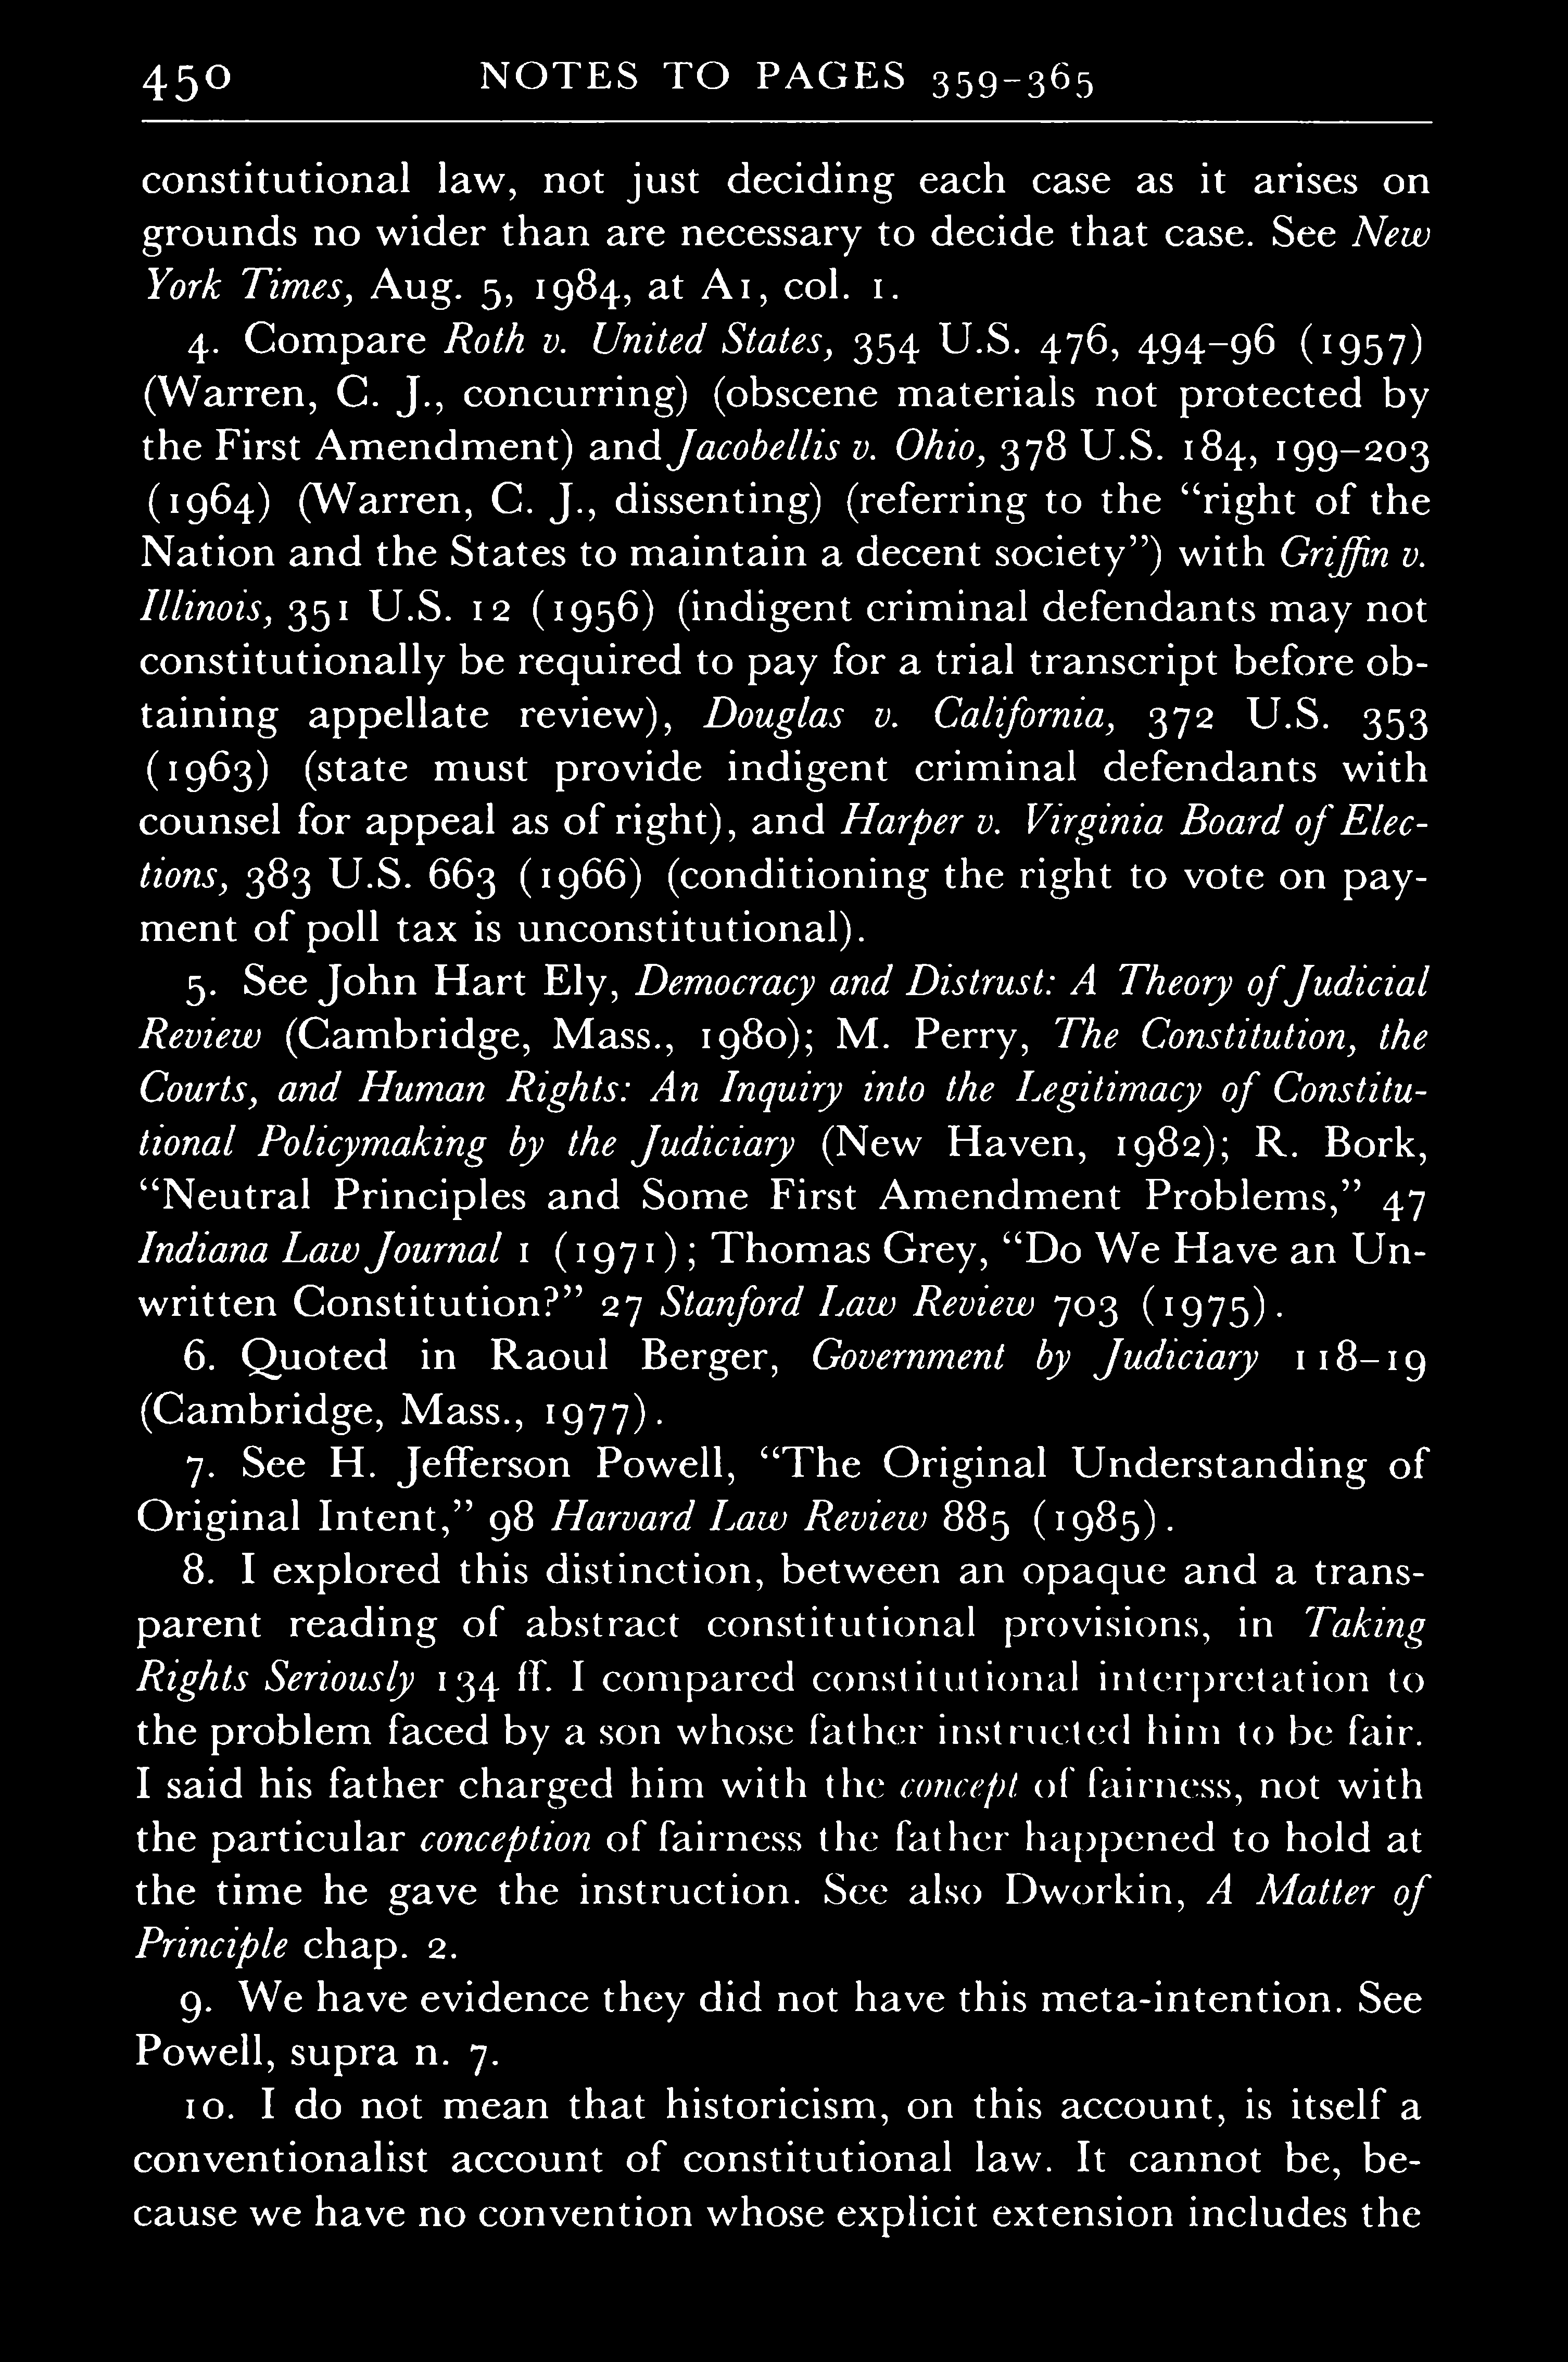 450 NOTES TO PAGES 359-365
constitutional law, not just deciding each case as it arises on
grounds no wider than are necessary to decide that case. See New
York Times, Aug. 5, 1984, at A1, col. 1.
4. Compare Roth v. United States, 354 U.S. 476, 494-96 (1957)
(Warren, C. J., concurring) (obscene materials not protected by
the First Amendment) and Jacobellis v. Ohio, 378 U.S. 184, 199-203
(1964) (Warren, C. J., dissenting) (referring to the “right of the
Nation and the States to maintain a decent society”) with Griffin v.
Illinois, 351 U.S. 12 (1956) (indigent criminal defendants may not
constitutionally be required to pay for a trial transcript before ob-
taining appellate review), Douglas v. California, 372 U.S. 353
(1963) (state must provide indigent criminal defendants with
counsel for appeal as of right), and Harper v. Virginia Board of Elec-
tions, 383 U.S. 663 (1966) (conditioning the right to vote on pay-
ment of poll tax is unconstitutional).
5. See John Hart Ely, Democracy and Distrust: A Theory of Judicial
Review (Cambridge, Mass., 1980); M. Perry, The Constitution, the
Courts, and Human Rights: An Inquiry into the Legitimacy of Constitu-
tional Policymaking by the Judiciary (New Haven, 1982); R. Bork,
“Neutral Principles and Some First Amendment Problems,” 47
Indiana Law Journal 1 (1971); Thomas Grey, “Do We Have an Un-
written Constitution?” 27 Stanford Law Review 703 (1975).
6. Quoted in Raoul Berger, Government by Judiciary 118-19
(Cambridge, Mass., 1977).
7. See H. Jefferson Powell, “The Original Understanding of
Original Intent,” 98 Harvard Law Review 885 (1985).
8. I explored this distinction, between an opaque and a trans-
parent reading of abstract constitutional provisions, in Taking
Rights Seriously 134 ff. I compared constitutional interpretation to
the problem faced by a son whose father instructed him to be fair.
I said his father charged him with the concept of fairness, not with
the particular conception of fairness the father happened to hold at
the time he gave the instruction. See also Dworkin, A Matter of
Principle chap. 2.
9. We have evidence they did not have this meta-intention. See
Powell, supra n. 7.
10. I do not mean that historicism, on this account, is itself a
conventionalist account of constitutional law. It cannot be, be-
cause we have no convention whose explicit extension includes the